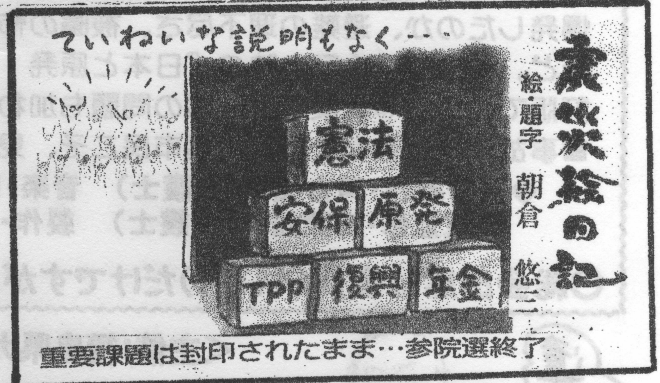 震災絵日記
絵・題字 朝倉 悠三
ていねいな説明もなく…
憲法
安保 原発
TPP 復興 年金
重要課題は封印されたまま…参院選終了